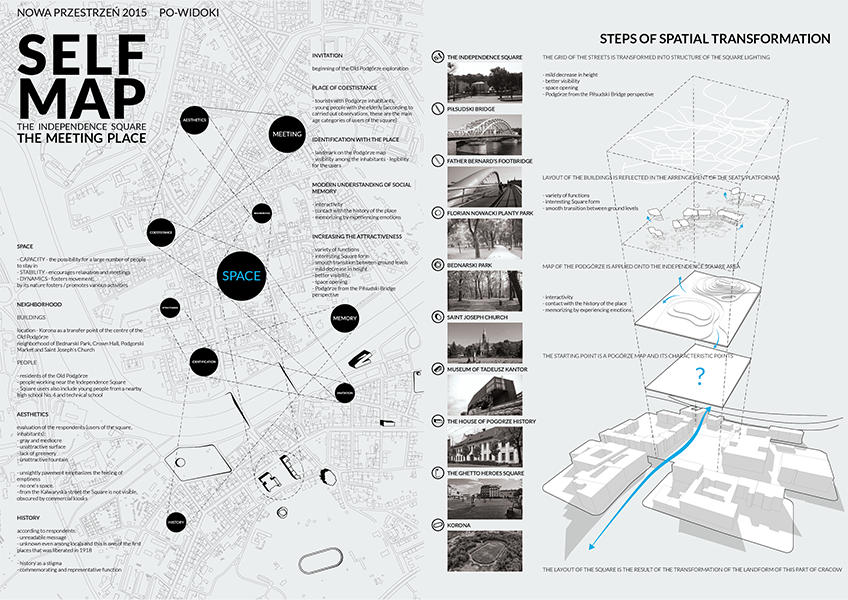 NOWA PRZESTRZEŃ 2015 PO-WIDOKI
SELF
MAP
THE INDEPENDENCE SQUARE
THE MEETING PLACE
INVITATION
beginning of the Old Podgórze exploration
PLACE OF COESTISTANCE
- tourists with Podgórze inhabitants,
- young people with the elderly (according to
carried out observations, these are the main
age categories of users of the square)
IDENTIFICATION WITH THE PLACE
- landmark on the Podgórze map
- visibility among the inhabitants - legibility
for the users
MODERN UNDERSTANDING OF SOCIAL
MEMORY
- interactivity
- contact with the history of the place
- memorizing by experiencing emotions
INCREASING THE ATTRACTIVENESS
- variety of functions
- interesting Square form
- smooth transition between ground levels
- mild decrease in height
- better visibility,
- space opening
- Podgórze from the Piłsudski Bridge
perspective
AESTHETICS
MEETING
COESTISTANCE
SPACE
MEMORY
IDENTIFICATION
INVITATION
HISTORY
SPACE
- CAPACITY - the possibility for a large number of people
to stay in
- STABILITY - encourages relaxation and meetings
- DYNAMICS - fosters movement,
by its nature fosters / promotes various activities
NEIGHBORHOOD
BUILDINGS
location - Korona as a transfer point of the centre of the
Old Podgórze
neighborhood of Bednarski Park, Crown Hall, Podgorski
Market and Saint Joseph's Church
PEOPLE
- residents of the Old Podgórze
- people working near the Independence Square
- Square users also include young people from a nearby
high school No. 4 and technical school
AESTHETICS
evaluation of the respondents (users of the square,
inhabitants):
- gray and mediocre
- unattractive surface
- lack of greenery
- unattractive fountain
- unsightly pavement emphasizes the feeling of
emptiness
- no one's space,
- from the Kalwaryjska street the Square is not visible,
obscured by commercial kiosks
HISTORY
according to respondents:
- unreadable message
- unknown even among locals and this is one of the first
places that was liberated in 1918
- history as a stigma
- commemorating and representative function
THE INDEPENDENCE SQUARE
PIŁSUDSKI BRIDGE
FATHER BERNARD'S FOOTBRIDGE
FLORIAN NOWACKI PLANTY PARK
BEDNARSKI PARK
SAINT JOSEPH CHURCH
MUSEUM OF TADEUSZ KANTOR
THE HOUSE OF POGORZE HISTORY
THE GHETTO HEROES SQUARE
KORONA
STEPS OF SPATIAL TRANSFORMATION
THE GRID OF THE STREETS IS TRANSFORMED INTO STRUCTURE OF THE SQUARE LIGHTING
- mild decrease in height
- better visibility
- space opening
- Podgórze from the Piłsudski Bridge perspective
LAYOUT OF THE BUILDINGS IS REFLECTED IN THE ARRENGEMENT OF THE SEATS PLATFORMAS
- variety of functions
- interesting Square form
- smooth transition between ground levels
MAP OF THE PODGÓRZE IS APPLIED ONTO THE INDEPENDENCE SQUARE AREA
- interactivity
- contact with the history of the place
- memorizing by experiencing emotions
THE STARTING POINT IS A POGÓRZE MAP AND ITS CHARACTERISTIC POINTS
?
THE LAYOUT OF THE SQUARE IS THE RESULT OF THE TRANSFORMATION OF THE LANDFORM OF THIS PART OF CRACOW